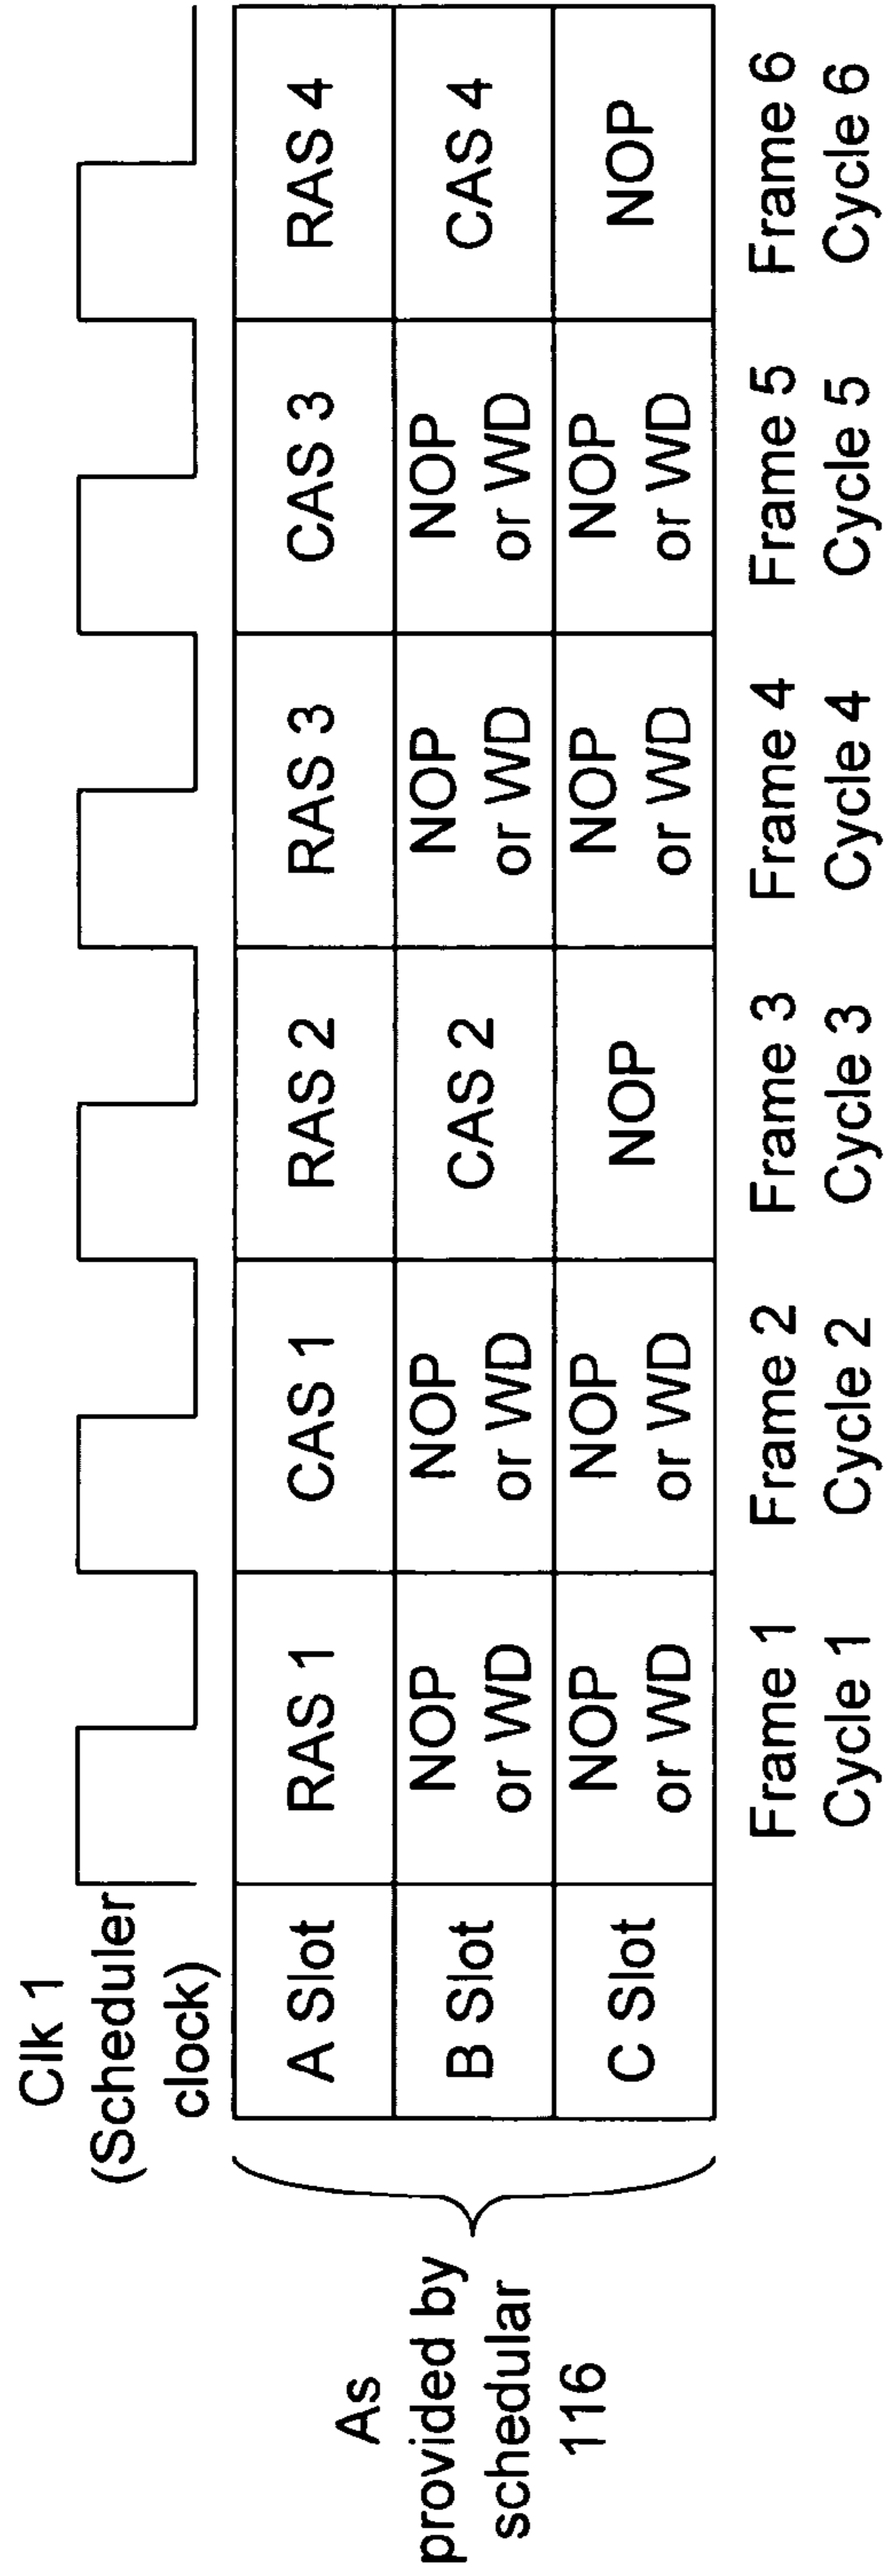 Clk 1
(Scheduler
clock)
As
provided by
schedular
116
A Slot
RAS 1
CAS 1
RAS 2
RAS 3
CAS 3
RAS 4
B Slot
NOP
or WD
NOP
or WD
CAS 2
NOP
or WD
NOP
or WD
CAS 4
C Slot
NOP
or WD
NOP
or WD
NOP
NOP
or WD
NOP
or WD
NOP
Frame 1
Cycle 1
Frame 2
Cycle 2
Frame 3
Cycle 3
Frame 4
Cycle 4
Frame 5
Cycle 5
Frame 6
Cycle 6